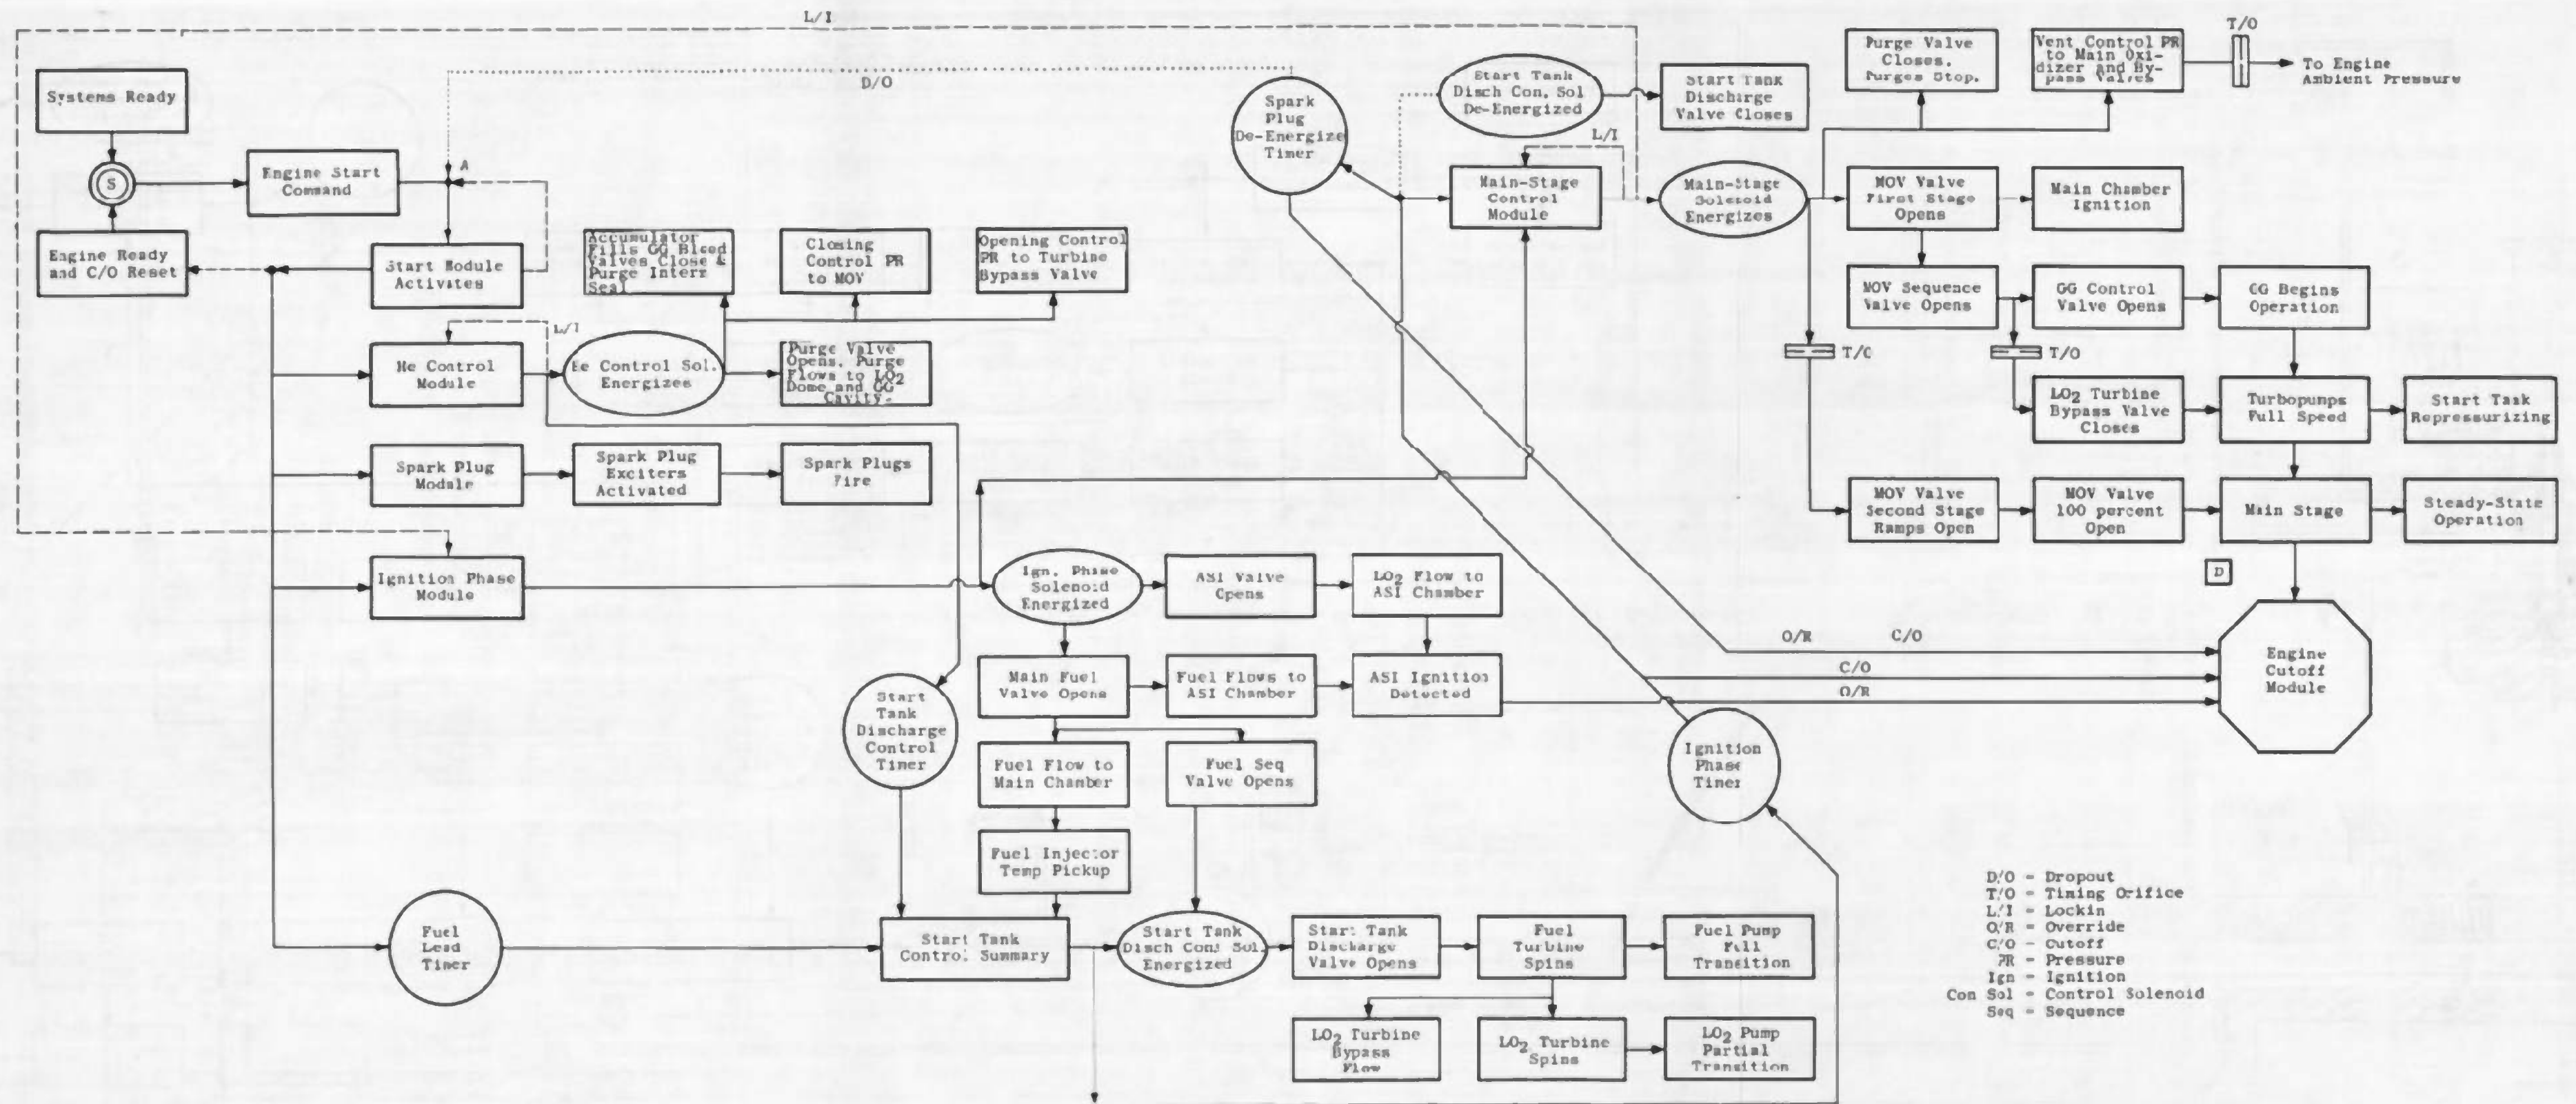 L/I
D/O
Systems Ready
S
Engine Start
Command
A
Engine Ready
and C/O Reset
Start Module
Activates
Accumulator
Fills GG Bleed
Valves Close &
Purge Interm
Seal
Closing
Control PR
to MOV
Opening Control
PR to Turbine
Bypass Valve
L/I
He Control
Module
He Control Sol.
Energizes
Purge Valve
Opens, Purge
Flows to LO2
Dome and GG
Cavity.
Spark Plug
Module
Spark Plug
Exciters
Activated
Spark Plugs
Fire
Ignition Phase
Module
Ign. Phase
Solenoid
Energized
ASI Valve
Opens
LO2 Flow to
ASI Chamber
Main Fuel
Valve Opens
Fuel Flows to
ASI Chamber
ASI Ignition
Detected
Start
Tank
Discharge
Control
Timer
Fuel Flow to
Main Chamber
Fuel Seq
Valve Opens
Fuel Injector
Temp Pickup
Fuel
Lead
Timer
Start Tank
Control Summary
Start Tank
Disch Con. Sol.
Energized
Start Tank
Discharge
Valve Opens
Fuel
Turbine
Spins
Fuel Pump
Full
Transition
LO2 Turbine
Bypass
Flow
LO2 Turbine
Spins
LO2 Pump
Partial
Transition
Ignition
Phase
Timer
Spark
Plug
De-Energize
Timer
Start Tank
Disch Con. Sol
De-Energized
Start Tank
Discharge
Valve Closes
L/I
Main-Stage
Control
Module
Main-Stage
Solenoid
Energizes
Purge Valve
Closes.
Purges Stop.
Vent Control PR
to Main Oxi-
dizer and By-
pass Valves
T/O
To Engine
Ambient Pressure
MOV Valve
First Stage
Opens
Main Chamber
Ignition
MOV Sequence
Valve Opens
GG Control
Valve Opens
GG Begins
Operation
T/O
T/O
LO2 Turbine
Bypass Valve
Closes
Turbopumps
Full Speed
Start Tank
Repressurizing
MOV Valve
Second Stage
Ramps Open
MOV Valve
100 percent
Open
Main Stage
Steady-State
Operation
D
O/R C/O
C/O
O/R
Engine
Cutoff
Module
D/O = Dropout
T/O = Timing Orifice
L/I = Lockin
O/R = Override
C/O - Cutoff
PR = Pressure
Ign = Ignition
Con Sol = Control Solenoid
Seq = Sequence